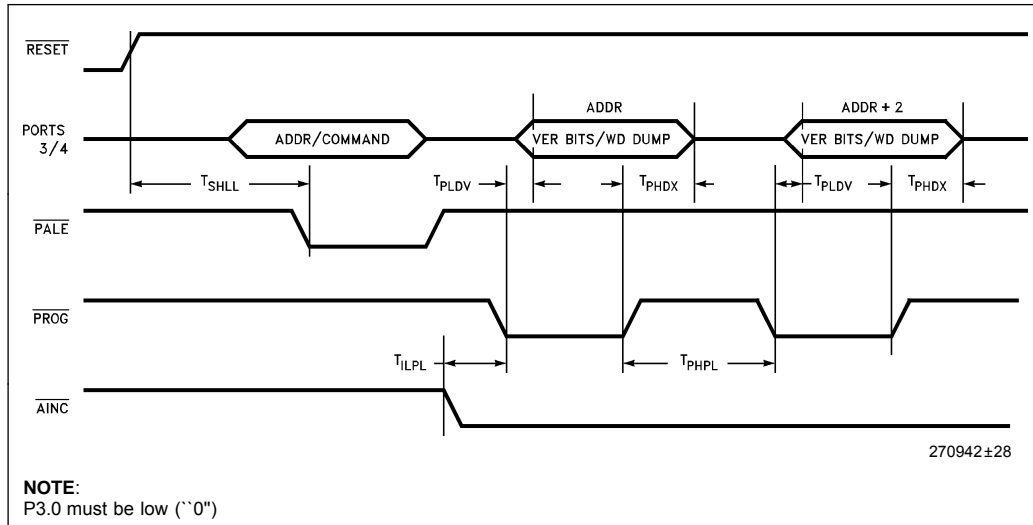 RESET
ADDR
ADDR + 2
PORTS
3/4
ADDR/COMMAND
VER BITS/WD DUMP
VER BITS/WD DUMP
TSHLL
TPLDV
TPHDX
TPLDV
TPHDX
PALE
PROG
TILPL
TPHPL
AINC
270942±28
NOTE:
P3.0 must be low (``0")